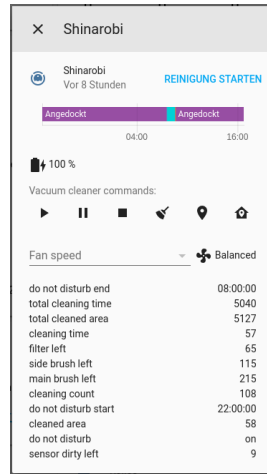 Shinarobi
Shinarobi
Vor 8 Stunden
REINIGUNG STARTEN
Angedockt Angedockt
04:00 16:00
100 %
Vacuum cleaner commands:
Fan speed Balanced
do not disturb end 08:00:00
total cleaning time 5040
total cleaned area 5127
cleaning time 57
filter left 65
side brush left 115
main brush left 215
cleaning count 108
do not disturb start 22:00:00
cleaned area 58
do not disturb on
sensor dirty left 9